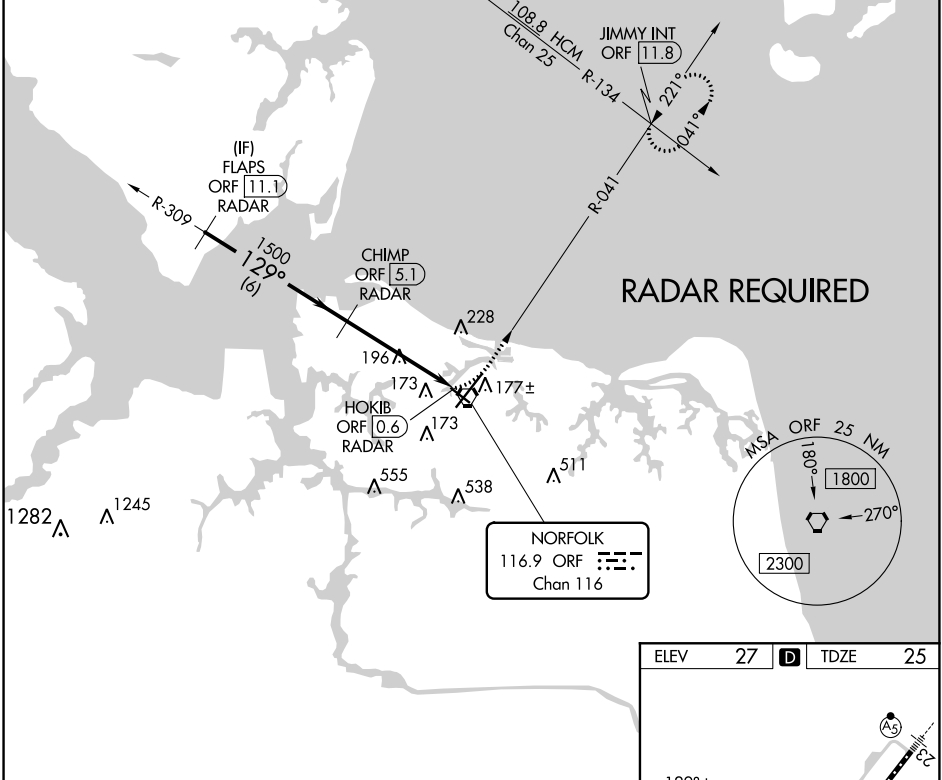 108.8 HCM
Chan 25
R-134
JIMMY INT
ORF 11.8
221°
041°
(IF)
FLAPS
ORF 11.1
RADAR
R-309
R-041
1500
129°
(6)
CHIMP
ORF 5.1
RADAR
RADAR REQUIRED
228
196
173
177±
HOKIB
ORF 0.6
RADAR
173
555
538
511
1282
1245
MSA ORF 25 NM
180°
1800
270°
2300
NORFOLK
116.9 ORF
Chan 116
ELEV 27 D TDZE 25
A5
23